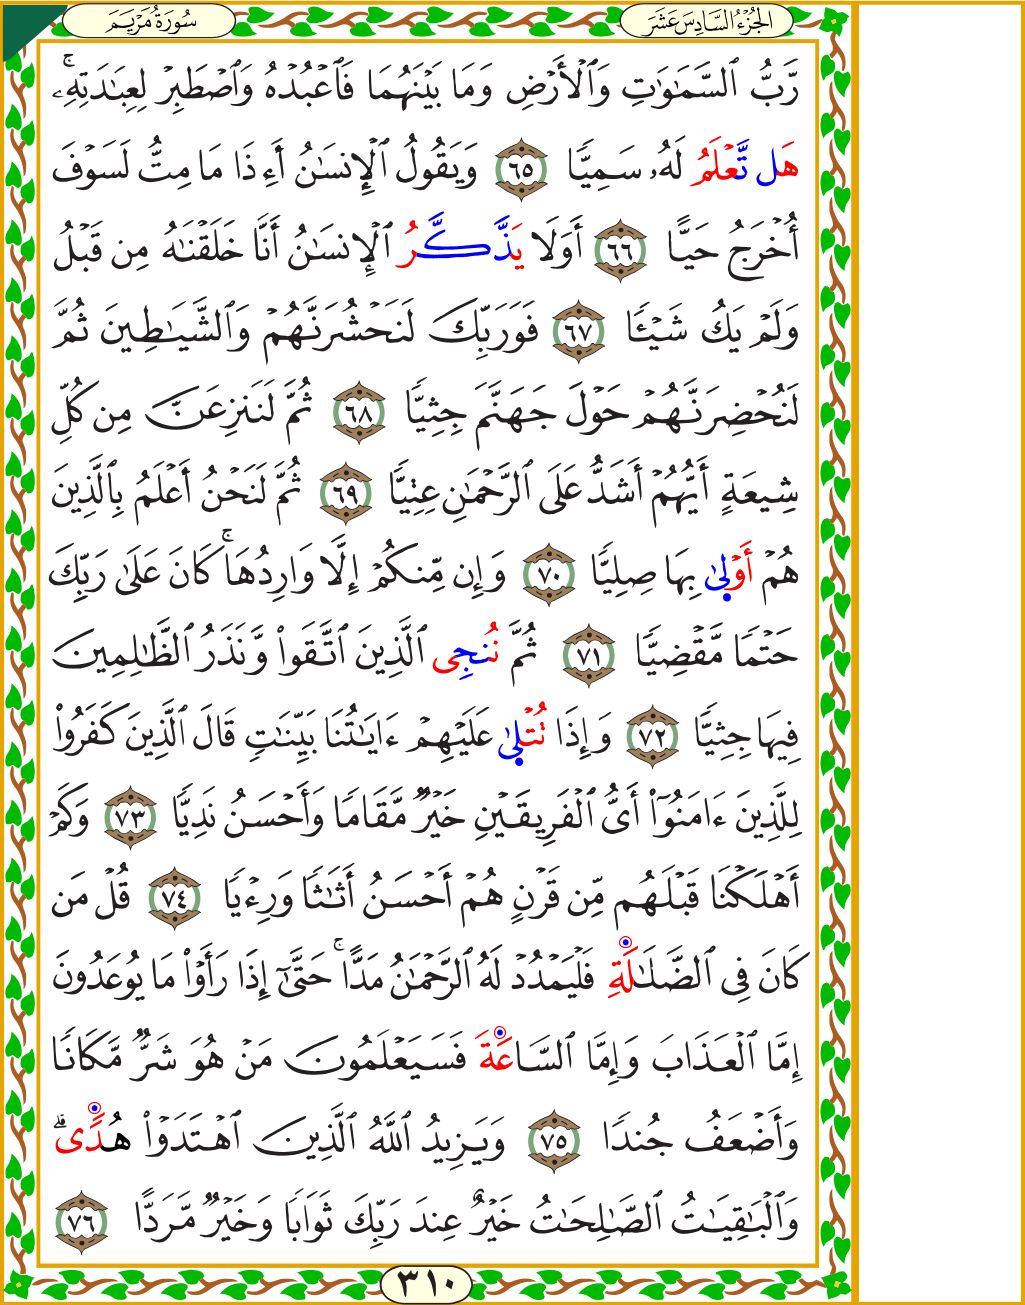 الجُزْءُ السَّادِسَ عَشَرَ
سُورَةُ مَرْيَمَ
رَّبُّ ٱلسَّمَٰوَٰتِ وَٱلْأَرْضِ وَمَا بَيْنَهُمَا فَٱعْبُدْهُ وَٱصْطَبِرْ لِعِبَٰدَتِهِۦۚ
هَل تَّعْلَمُ لَهُۥ سَمِيًّا ٦٥ وَيَقُولُ ٱلْإِنسَٰنُ أَءِذَا مَا مِتُّ لَسَوْفَ
أُخْرَجُ حَيًّا ٦٦ أَوَلَا يَذَّكَّرُ ٱلْإِنسَٰنُ أَنَّا خَلَقْنَٰهُ مِن قَبْلُ
وَلَمْ يَكُ شَيْـًٔا ٦٧ فَوَرَبِّكَ لَنَحْشُرَنَّهُمْ وَٱلشَّيَٰطِينَ ثُمَّ
لَنُحْضِرَنَّهُمْ حَوْلَ جَهَنَّمَ جِثِيًّا ٦٨ ثُمَّ لَنَنزِعَنَّ مِن كُلِّ
شِيعَةٍ أَيُّهُمْ أَشَدُّ عَلَى ٱلرَّحْمَٰنِ عِتِيًّا ٦٩ ثُمَّ لَنَحْنُ أَعْلَمُ بِٱلَّذِينَ
هُمْ أَوْلَىٰ بِهَا صِلِيًّا ٧٠ وَإِن مِّنكُمْ إِلَّا وَارِدُهَاۚ كَانَ عَلَىٰ رَبِّكَ
حَتْمًا مَّقْضِيًّا ٧١ ثُمَّ نُنجِى ٱلَّذِينَ ٱتَّقَوا۟ وَّنَذَرُ ٱلظَّٰلِمِينَ
فِيهَا جِثِيًّا ٧٢ وَإِذَا تُتْلَىٰ عَلَيْهِمْ ءَايَٰتُنَا بَيِّنَٰتٍ قَالَ ٱلَّذِينَ كَفَرُوا۟
لِلَّذِينَ ءَامَنُوٓا۟ أَىُّ ٱلْفَرِيقَيْنِ خَيْرٌ مَّقَامًا وَأَحْسَنُ نَدِيًّا ٧٣ وَكَمْ
أَهْلَكْنَا قَبْلَهُم مِّن قَرْنٍ هُمْ أَحْسَنُ أَثَٰثًا وَرِءْيًا ٧٤ قُلْ مَن
كَانَ فِى ٱلضَّلَٰلَةِ فَلْيَمْدُدْ لَهُ ٱلرَّحْمَٰنُ مَدًّاۚ حَتَّىٰٓ إِذَا رَأَوْا۟ مَا يُوعَدُونَ
إِمَّا ٱلْعَذَابَ وَإِمَّا ٱلسَّاعَةَ فَسَيَعْلَمُونَ مَنْ هُوَ شَرٌّ مَّكَانًا
وَأَضْعَفُ جُندًا ٧٥ وَيَزِيدُ ٱللَّهُ ٱلَّذِينَ ٱهْتَدَوْا۟ هُدًىۗ
وَٱلْبَٰقِيَٰتُ ٱلصَّٰلِحَٰتُ خَيْرٌ عِندَ رَبِّكَ ثَوَابًا وَخَيْرٌ مَّرَدًّا ٧٦
٣١٠